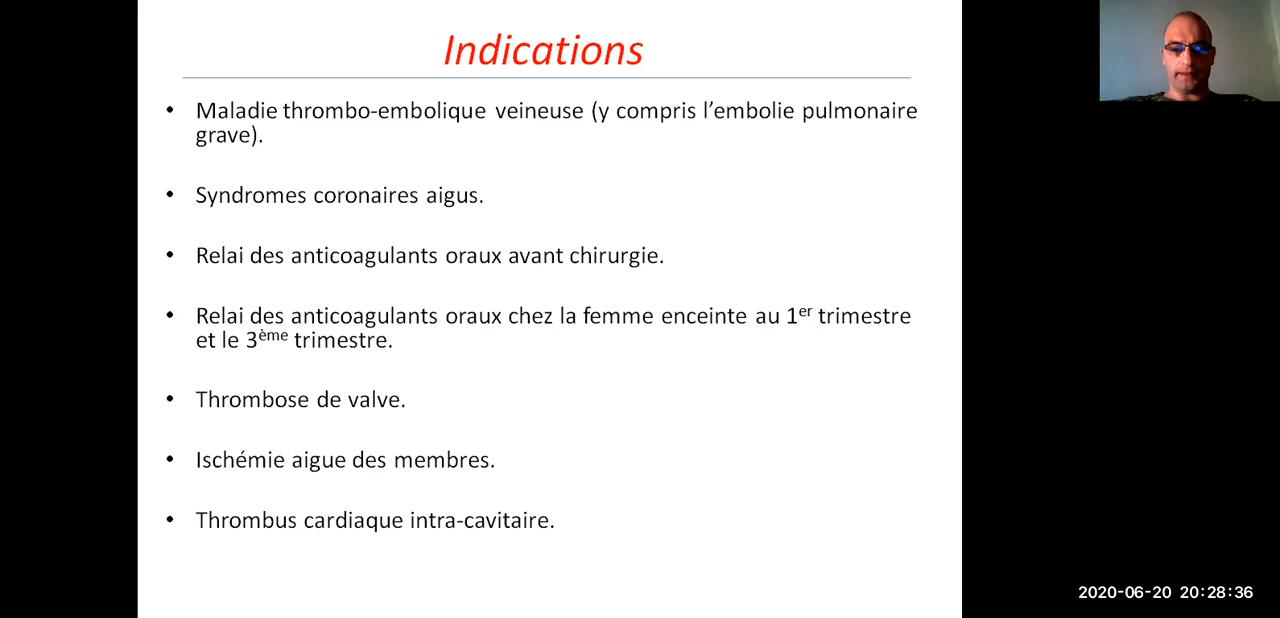 Indications
• Maladie thrombo-embolique veineuse (y compris l’embolie pulmonaire
grave).
• Syndromes coronaires aigus.
• Relai des anticoagulants oraux avant chirurgie.
• Relai des anticoagulants oraux chez la femme enceinte au 1er trimestre
et le 3ème trimestre.
• Thrombose de valve.
• Ischémie aigue des membres.
• Thrombus cardiaque intra-cavitaire.
2020-06-20 20:28:36